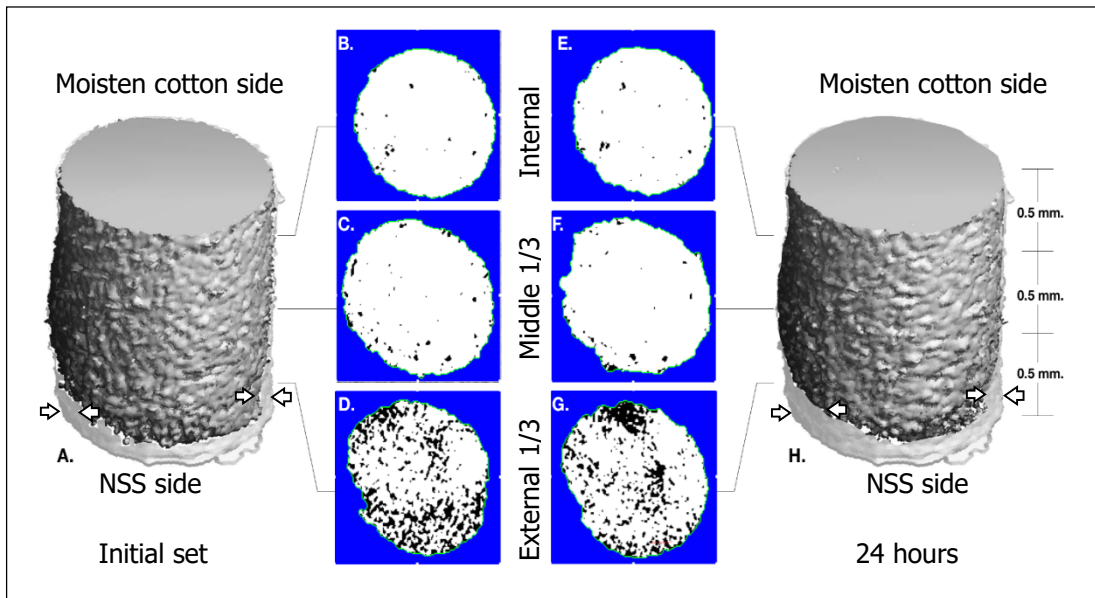 Moisten cotton side
A.
NSS side
Initial set
B.
C.
D.
Internal
Middle 1/3
External 1/3
E.
F.
G.
Moisten cotton side
0.5 mm.
0.5 mm.
0.5 mm.
H.
NSS side
24 hours